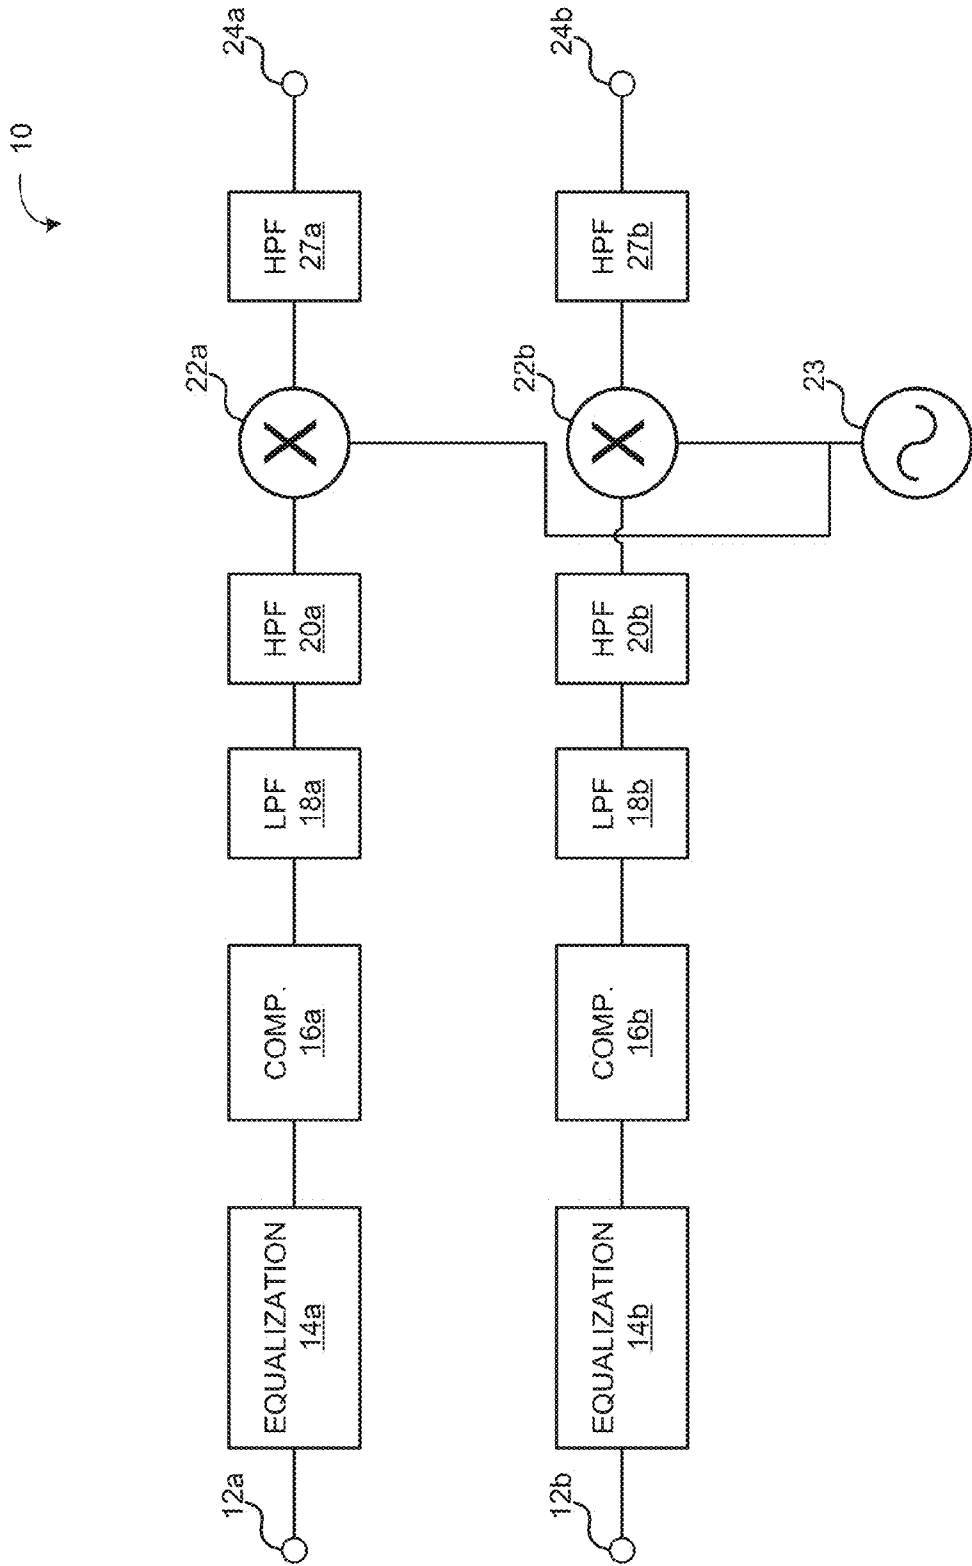 10
12a
EQUALIZATION
14a
COMP.
16a
LPF
18a
HPF
20a
22a
HPF
27a
24a
12b
EQUALIZATION
14b
COMP.
16b
LPF
18b
HPF
20b
22b
HPF
27b
24b
23